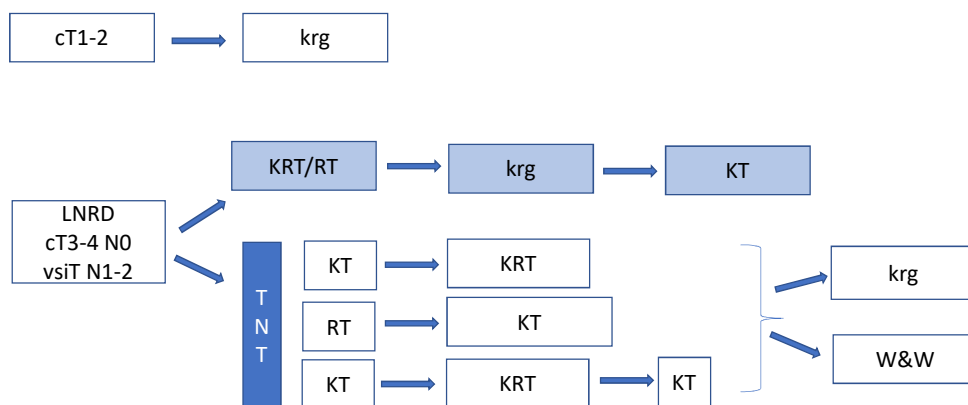 cT1-2
krg
KRT/RT
krg
KT
LNRD
cT3-4 N0
vsiT N1-2
T
N
T
KT
KRT
RT
KT
KT
KRT
KT
krg
W&W